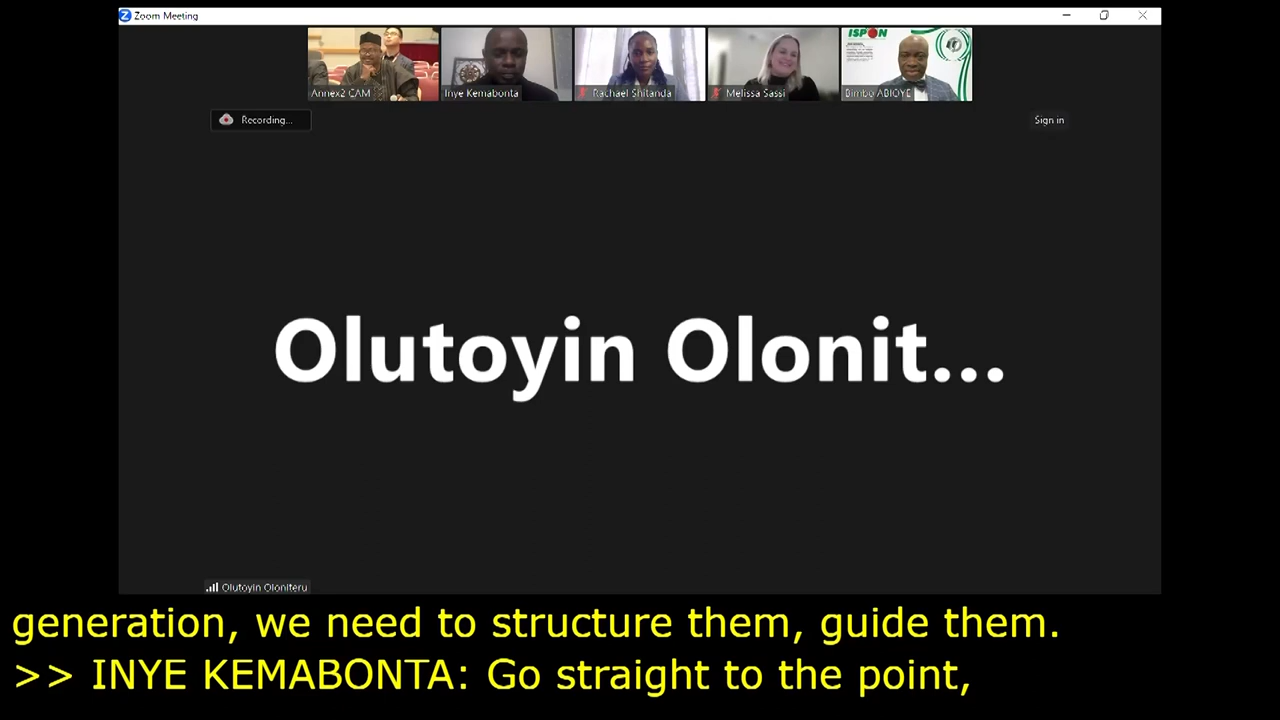 Zoom Meeting
ISPON
Annex2 CAM
Inye Kemabonta
Rachael Shitanda
Melissa Sassi
Bimbo ABIOYE
Recording...
Sign in
Olutoyin Olonit...
Olutoyin Oloniteru
generation, we need to structure them, guide them.
>> INYE KEMABONTA: Go straight to the point,